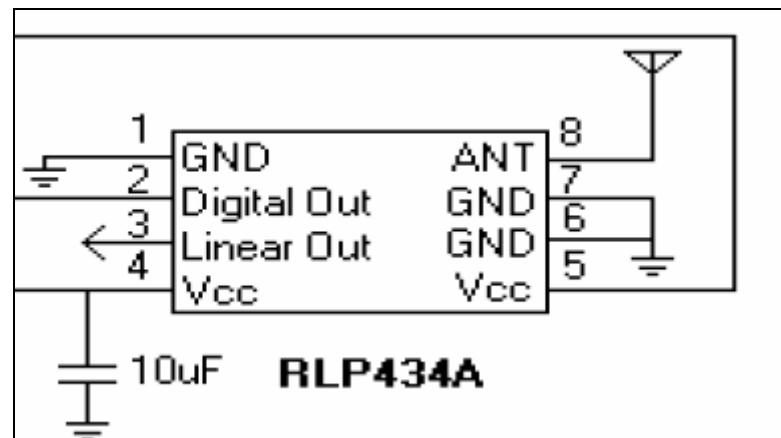 1 GND ANT 8
2 Digital Out GND 7
3 Linear Out GND 6
4 Vcc Vcc 5
10uF RLP434A